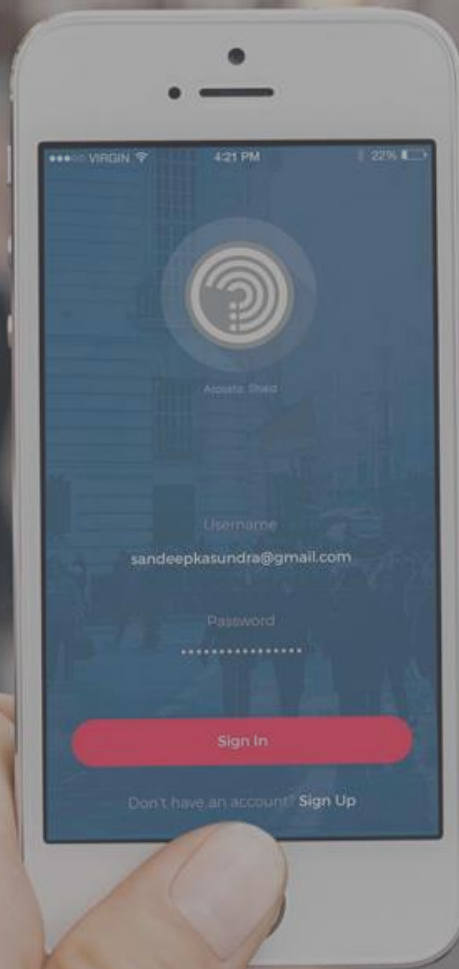 VIRGIN 4:21 PM 22%
Username
sandeepkasundra@gmail.com
Password
Sign In
Don't have an account? Sign Up